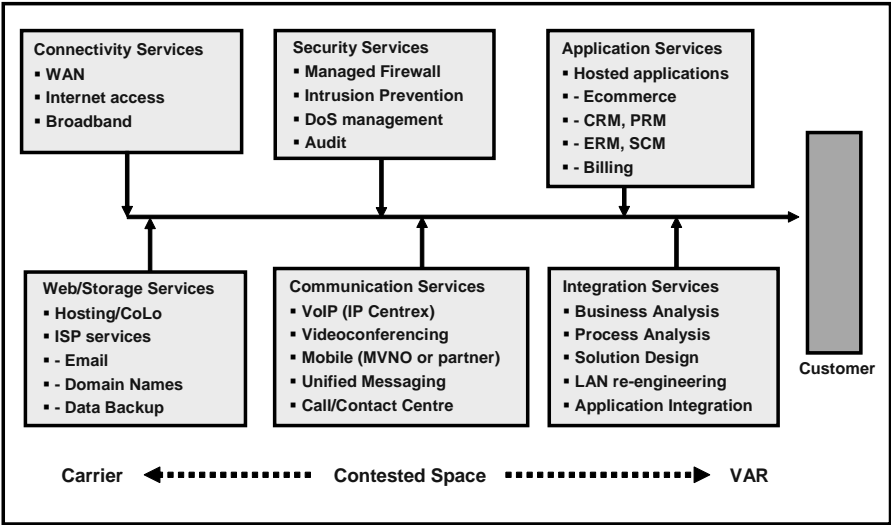 Connectivity Services
▪ WAN
▪ Internet access
▪ Broadband
Security Services
▪ Managed Firewall
▪ Intrusion Prevention
▪ DoS management
▪ Audit
Application Services
▪ Hosted applications
▪ - Ecommerce
▪ - CRM, PRM
▪ - ERM, SCM
▪ - Billing
Web/Storage Services
▪ Hosting/CoLo
▪ ISP services
▪ - Email
▪ - Domain Names
▪ - Data Backup
Communication Services
▪ VoIP (IP Centrex)
▪ Videoconferencing
▪ Mobile (MVNO or partner)
▪ Unified Messaging
▪ Call/Contact Centre
Integration Services
▪ Business Analysis
▪ Process Analysis
▪ Solution Design
▪ LAN re-engineering
▪ Application Integration
Customer
Carrier Contested Space VAR